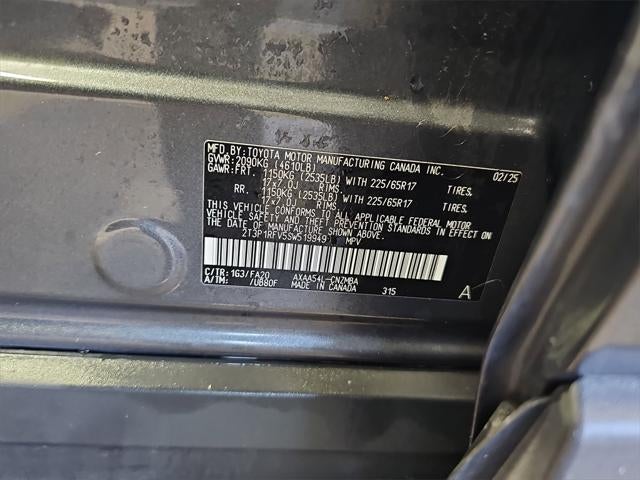 MFD. BY: TOYOTA MOTOR MANUFACTURING CANADA INC. 02/25
GVWR: 2090KG (4610LB)
GAWR: FRT. 1150KG (2535LB) WITH 225/65R17 TIRES.
17x7.0J RIMS.
RR. 1150KG (2535LB) WITH 225/65R17 TIRES.
17x7.0J RIMS.
THIS VEHICLE CONFORMS TO ALL APPLICABLE FEDERAL MOTOR
VEHICLE SAFETY AND THEFT PREVENTION STANDARDS IN EFFECT ON
THE DATE OF MANUFACTURE SHOWN ABOVE.
2T3P1RFV5SW519949 MPV
C/TR: 1G3/FA20 AXAA54L-CNZMBA
A/TM: /UB80F MADE IN CANADA 315 A